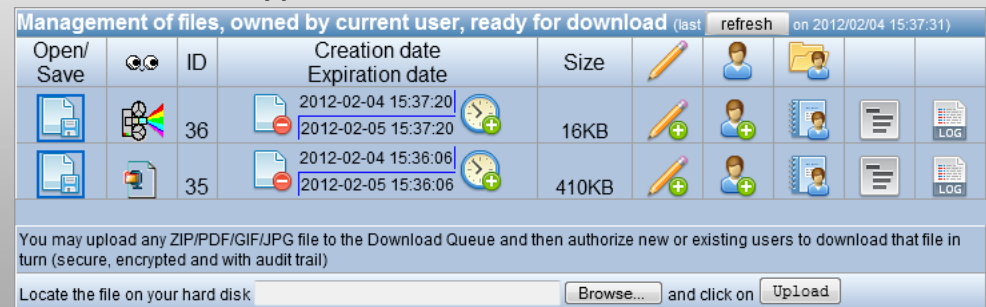 Management of files, owned by current user, ready for download (last refresh on 2012/02/04 15:37:31)
Open/
Save
ID
Creation date
Expiration date
Size
36
2012-02-04 15:37:20
2012-02-05 15:37:20
16KB
LOG
35
2012-02-04 15:36:06
2012-02-05 15:36:06
410KB
LOG
You may upload any ZIP/PDF/GIF/JPG file to the Download Queue and then authorize new or existing users to download that file in
turn (secure, encrypted and with audit trail)
Locate the file on your hard disk Browse... and click on Upload